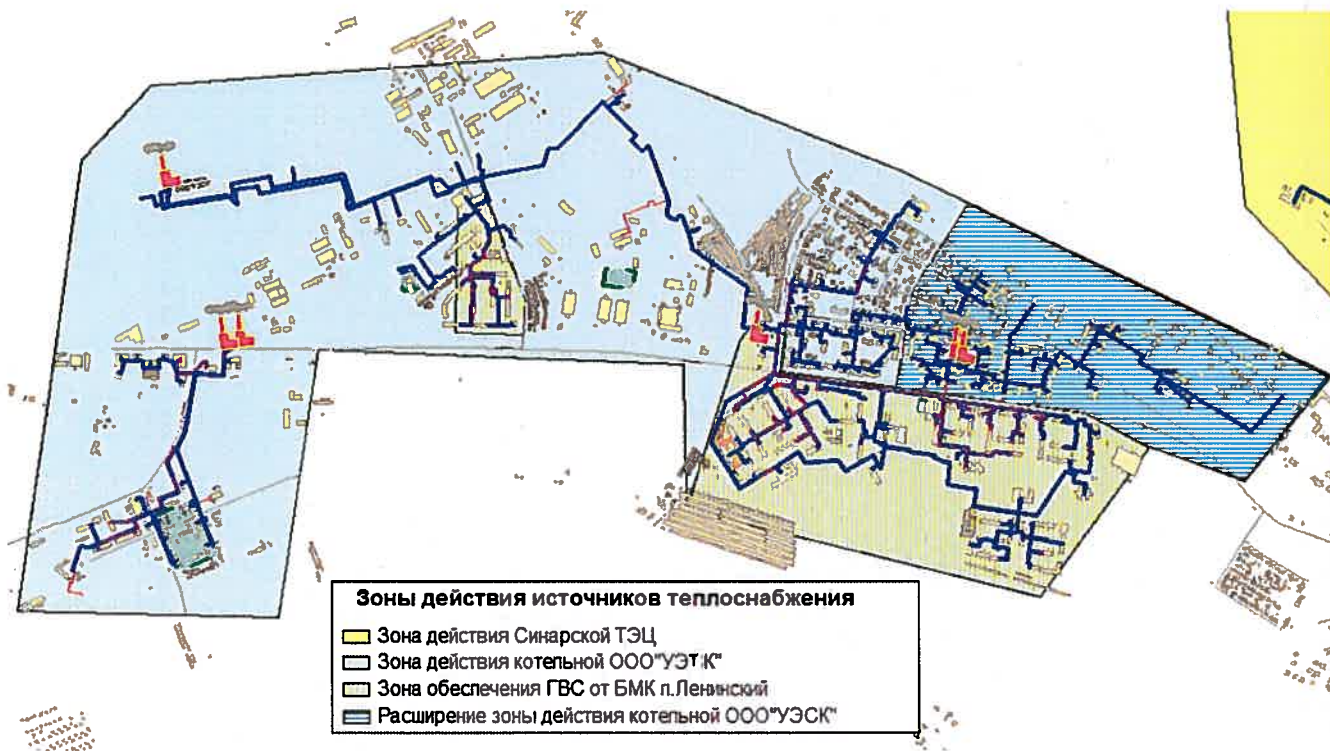 Зоны действия источников теплоснабжения
Зона действия Синарской ТЭЦ
Зона действия котельной ООО"УЭТК"
Зона обеспечения ГВС от БМК п.Ленинский
Расширение зоны действия котельной ООО"УЭСК"